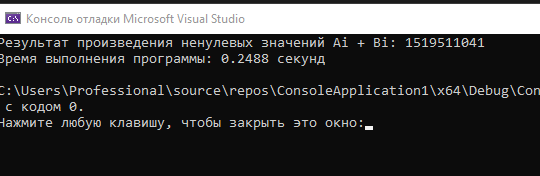 Консоль отладки Microsoft Visual Studio
Результат произведения ненулевых значений Ai + Bi: 1519511041
Время выполнения программы: 0.2488 секунд
C:\Users\Professional\source\repos\ConsoleApplication1\x64\Debug\Con
с кодом 0.
Нажмите любую клавишу, чтобы закрыть это окно: